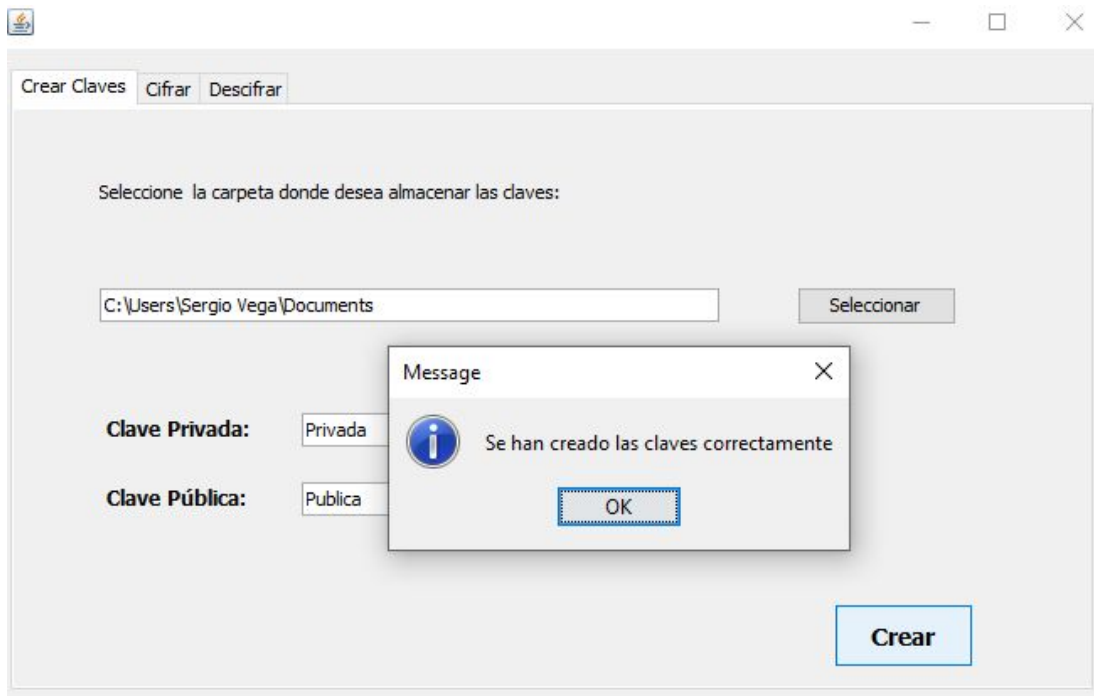 Crear Claves Cifrar Descifrar
Seleccione la carpeta donde desea almacenar las claves:
C:\Users\Sergio Vega\Documents Seleccionar
Message
Clave Privada: Privada
Se han creado las claves correctamente
Clave Pública: Publica
OK
Crear